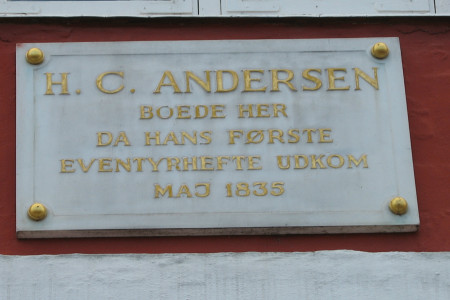 H. C. ANDERSEN
BOEDE HER
DA HANS FØRSTE
EVENTYRHEFTE UDKOM
MAJ 1835